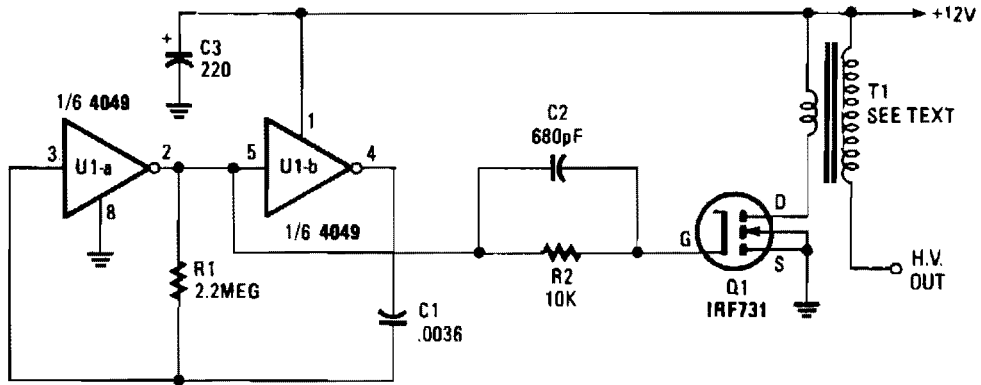 +12V
+
C3
220
1/6 4049
3
U1-a
2
8
1
5
U1-b
4
1/6 4049
C2
680pF
R2
10K
T1
SEE TEXT
D
G
S
Q1
IRF731
H.V.
OUT
R1
2.2MEG
C1
.0036